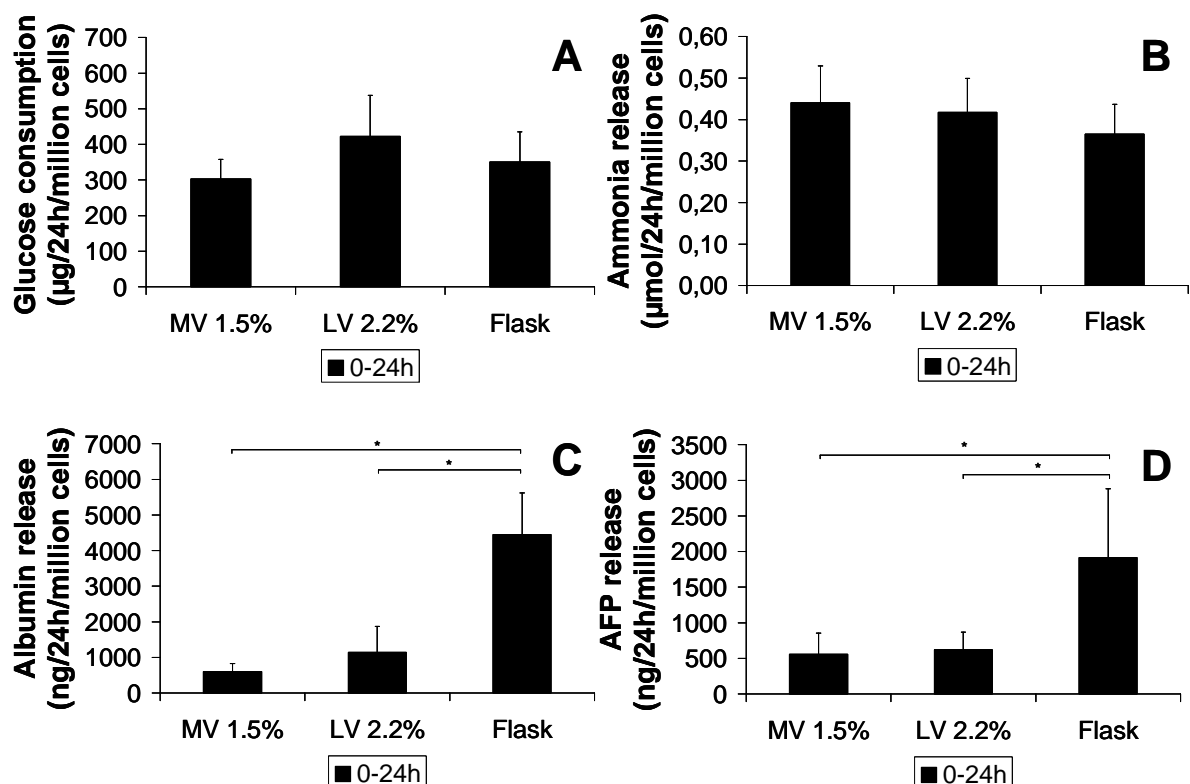 Glucose consumption
(µg/24h/million cells)
700
600
500
400
300
200
100
0
A
MV 1.5% LV 2.2% Flask
0-24h
Ammonia release
(µmol/24h/million cells)
0,60
0,50
0,40
0,30
0,20
0,10
0,00
B
MV 1.5% LV 2.2% Flask
0-24h
Albumin release
(ng/24h/million cells)
7000
6000
5000
4000
3000
2000
1000
0
*
*
C
MV 1.5% LV 2.2% Flask
0-24h
AFP release
(ng/24h/million cells)
3500
3000
2500
2000
1500
1000
500
0
*
*
D
MV 1.5% LV 2.2% Flask
0-24h